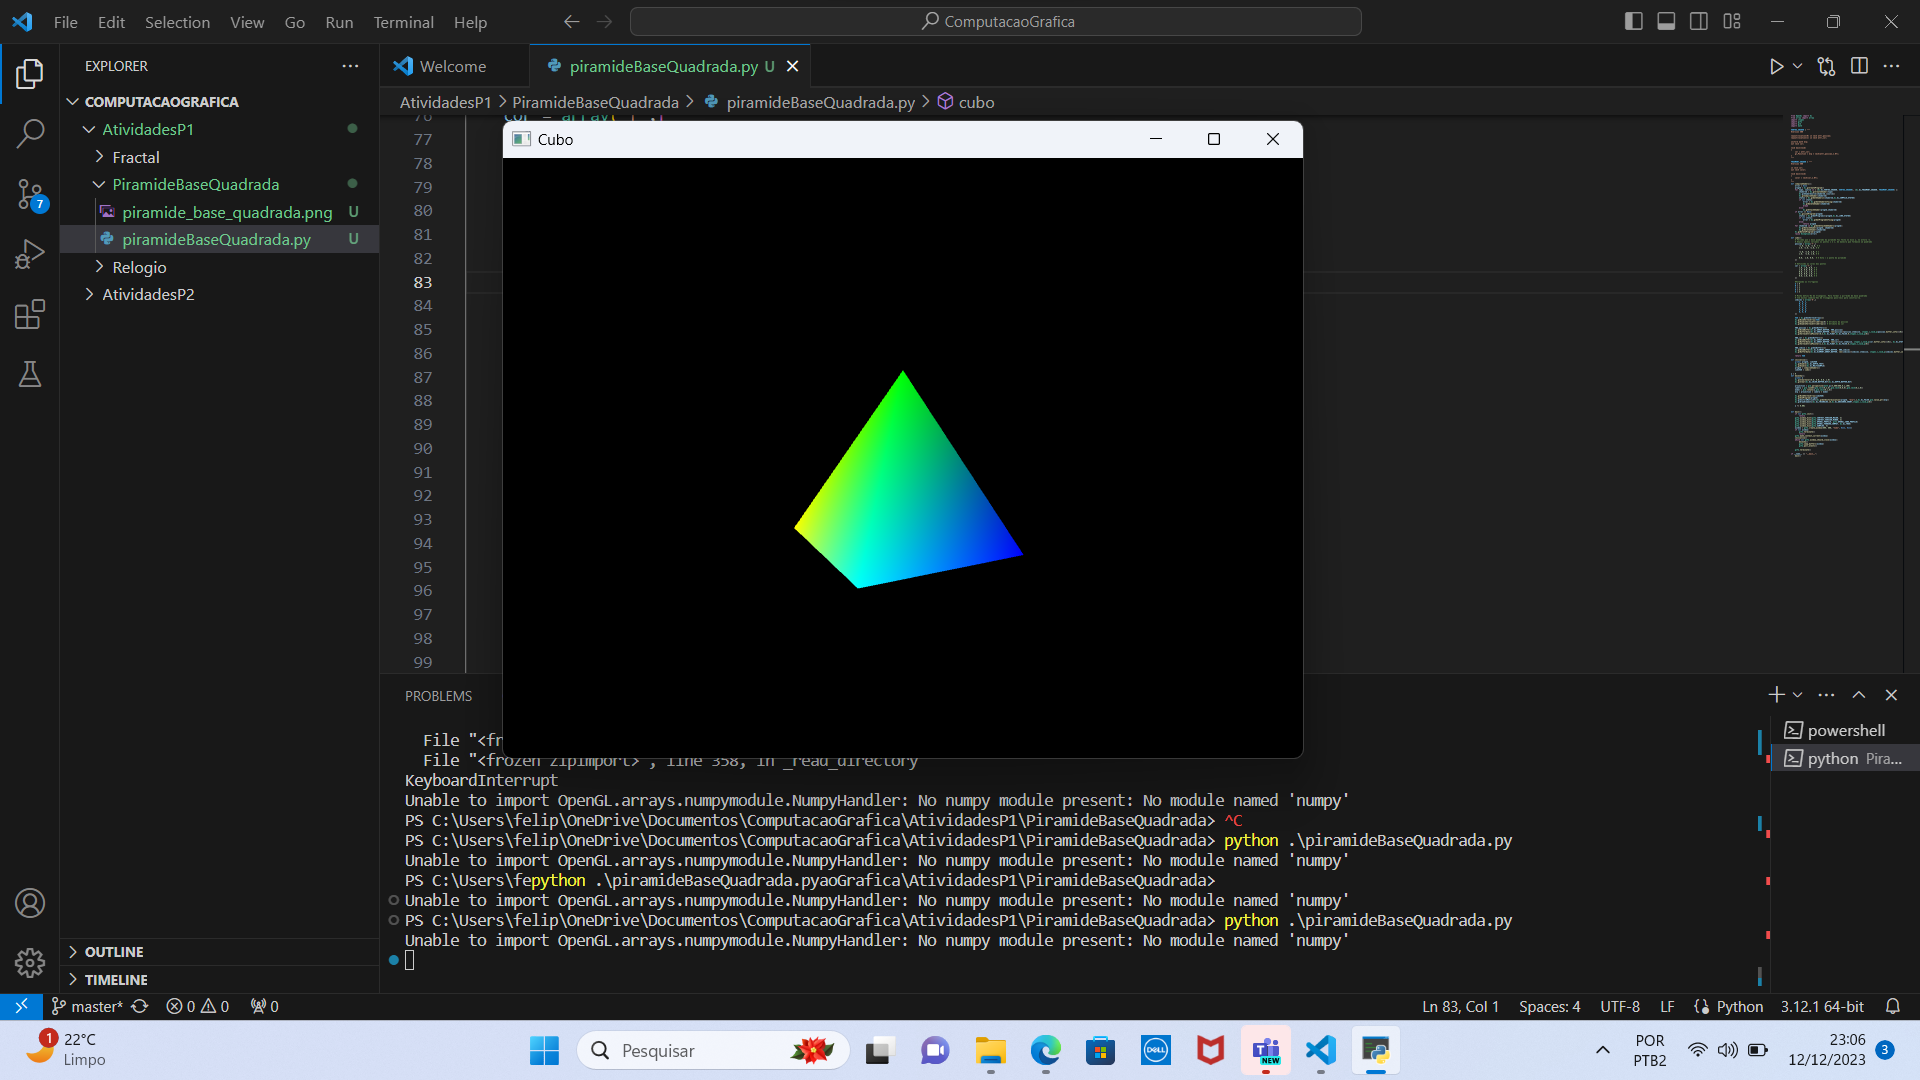 File Edit Selection View Go Run Terminal Help
ComputacaoGrafica
EXPLORER
COMPUTACAOGRAFICA
AtividadesP1
Fractal
PiramideBaseQuadrada
piramide_base_quadrada.png U
piramideBaseQuadrada.py U
Relogio
AtividadesP2
OUTLINE
TIMELINE
7
Welcome
piramideBaseQuadrada.py U
AtividadesP1 > PiramideBaseQuadrada > piramideBaseQuadrada.py > cubo
77
78
79
80
81
82
83
84
85
86
87
88
89
90
91
92
93
94
95
96
97
98
99
Cubo
PROBLEMS
File "<fr
File "<frozen zipimport>", line 358, in _read_directory
KeyboardInterrupt
Unable to import OpenGL.arrays.numpymodule.NumpyHandler: No numpy module present: No module named 'numpy'
PS C:\Users\felip\OneDrive\Documentos\ComputacaoGrafica\AtividadesP1\PiramideBaseQuadrada> ^C
PS C:\Users\felip\OneDrive\Documentos\ComputacaoGrafica\AtividadesP1\PiramideBaseQuadrada> python .\piramideBaseQuadrada.py
Unable to import OpenGL.arrays.numpymodule.NumpyHandler: No numpy module present: No module named 'numpy'
PS C:\Users\fepython .\piramideBaseQuadrada.pyaoGrafica\AtividadesP1\PiramideBaseQuadrada>
Unable to import OpenGL.arrays.numpymodule.NumpyHandler: No numpy module present: No module named 'numpy'
PS C:\Users\felip\OneDrive\Documentos\ComputacaoGrafica\AtividadesP1\PiramideBaseQuadrada> python .\piramideBaseQuadrada.py
Unable to import OpenGL.arrays.numpymodule.NumpyHandler: No numpy module present: No module named 'numpy'
powershell
python Pira...
master* 0 0 0
Ln 83, Col 1 Spaces: 4 UTF-8 LF Python 3.12.1 64-bit
1
22°C
Limpo
Pesquisar
DELL
NEW
POR
PTB2
23:06
12/12/2023
3